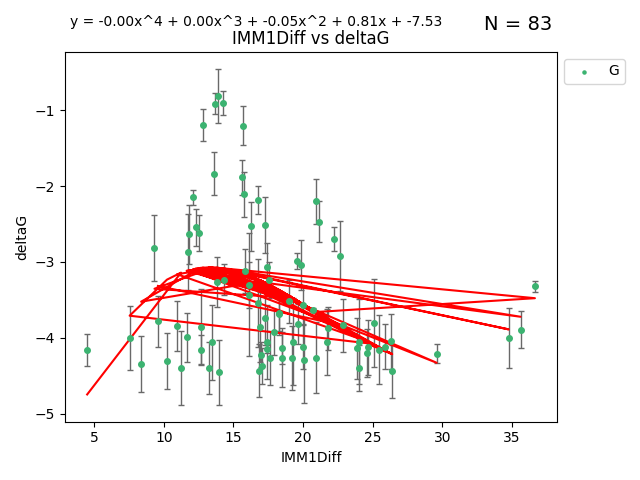 y = -0.00x^4 + 0.00x^3 + -0.05x^2 + 0.81x + -7.53
N = 83
IMM1Diff vs deltaG
G
deltaG
−1
−2
−3
−4
−5
5 10 15 20 25 30 35
IMM1Diff